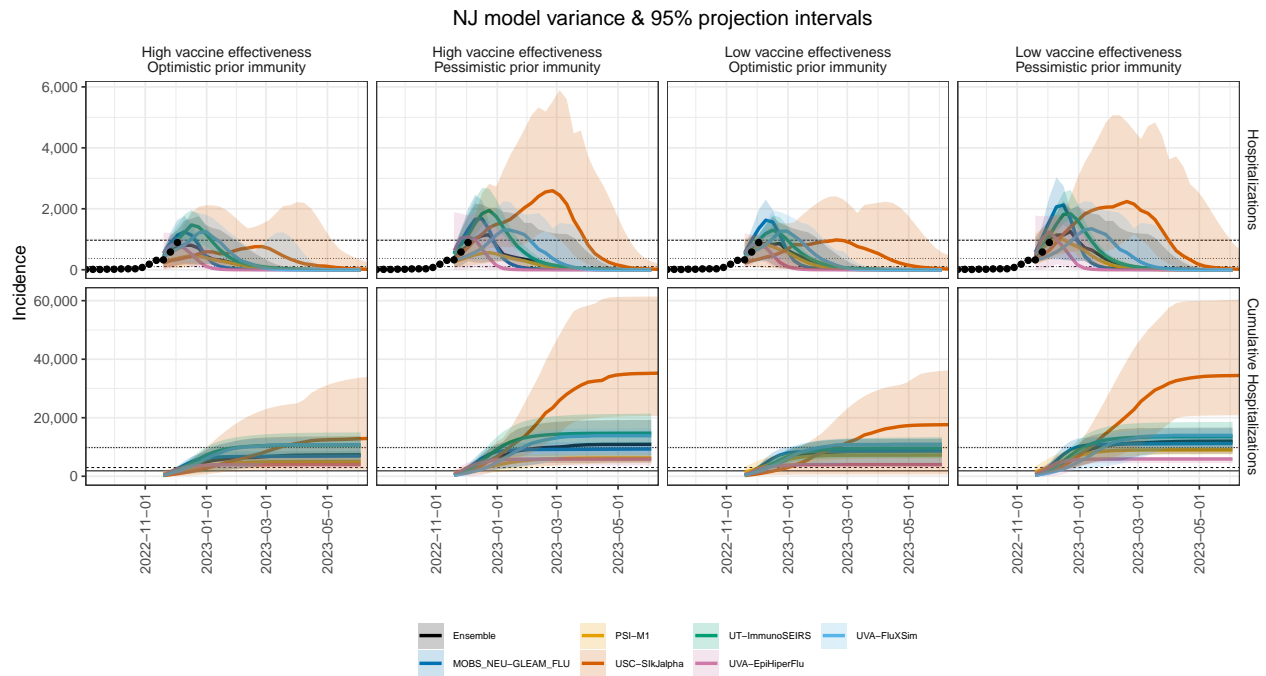 NJ model variance & 95% projection intervals
High vaccine effectiveness
Optimistic prior immunity
High vaccine effectiveness
Pessimistic prior immunity
Low vaccine effectiveness
Optimistic prior immunity
Low vaccine effectiveness
Pessimistic prior immunity
Incidence
6,000
4,000
2,000
0
Hospitalizations
60,000
40,000
20,000
0
Cumulative Hospitalizations
2022−11−01
2023−01−01
2023−03−01
2023−05−01
2022−11−01
2023−01−01
2023−03−01
2023−05−01
2022−11−01
2023−01−01
2023−03−01
2023−05−01
2022−11−01
2023−01−01
2023−03−01
2023−05−01
Ensemble
PSI−M1
UT−ImmunoSEIRS
UVA−FluXSim
MOBS_NEU−GLEAM_FLU
USC−SIkJalpha
UVA−EpiHiperFlu